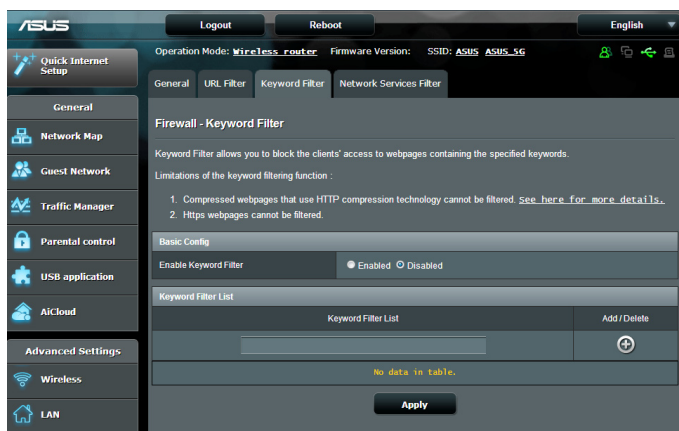 ASUS
Logout
Reboot
English
Quick Internet Setup
Operation Mode: Wireless router Firmware Version: SSID: ASUS ASUS_5G
General
URL Filter
Keyword Filter
Network Services Filter
General
Network Map
Guest Network
Traffic Manager
Parental control
USB application
AiCloud
Advanced Settings
Wireless
LAN
Firewall - Keyword Filter
Keyword Filter allows you to block the clients' access to webpages containing the specified keywords.
Limitations of the keyword filtering function :
1. Compressed webpages that use HTTP compression technology cannot be filtered. See here for more details.
2. Https webpages cannot be filtered.
Basic Config
Enable Keyword Filter
Enabled Disabled
Keyword Filter List
Keyword Filter List
Add / Delete
No data in table.
Apply